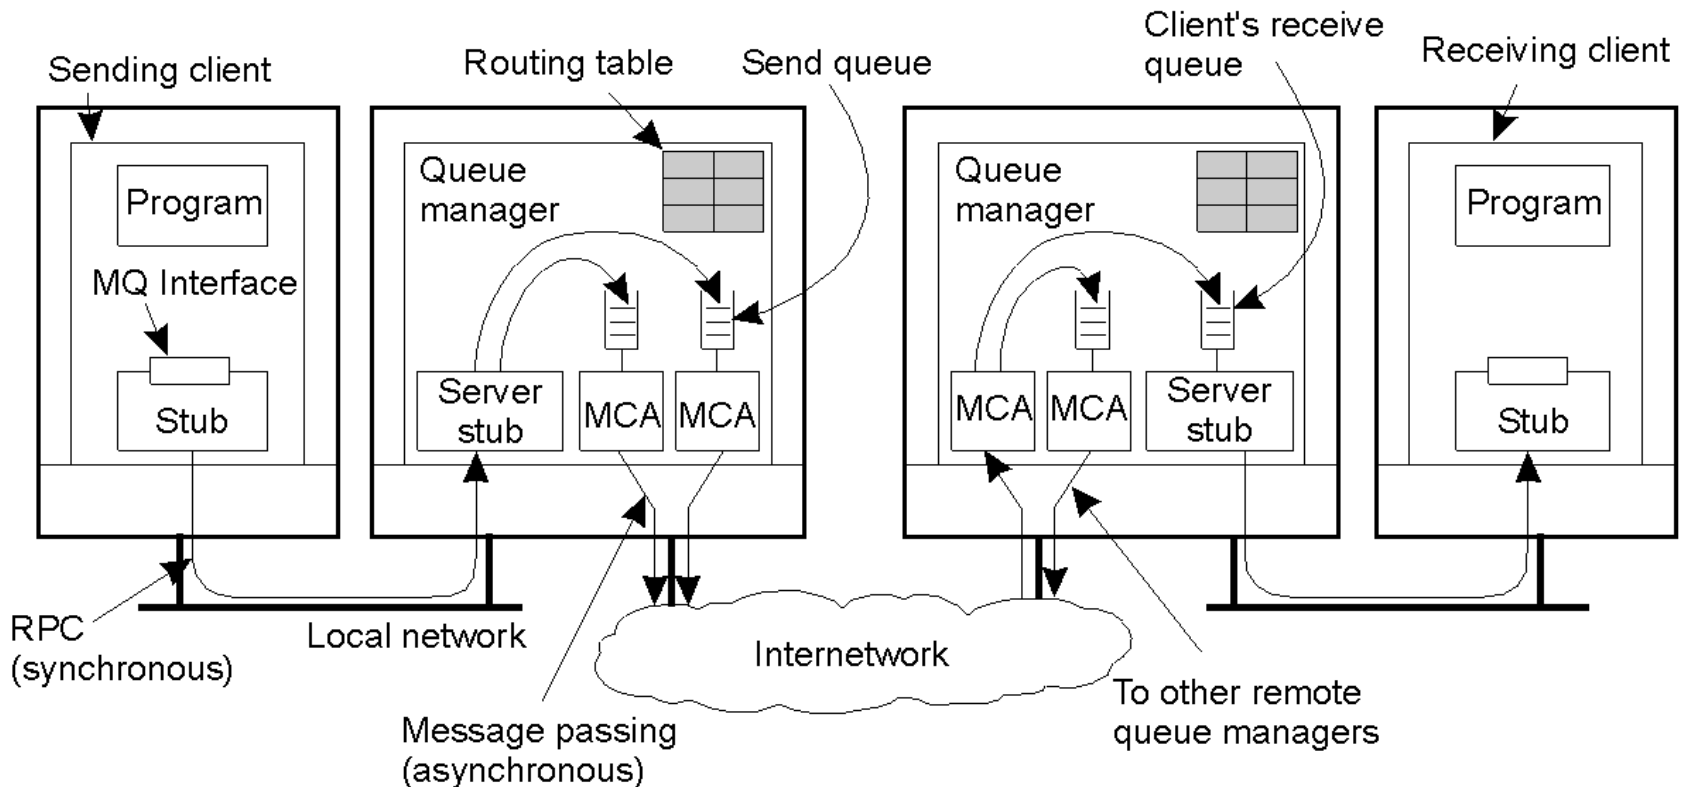 Sending client
Routing table
Send queue
Client's receive
queue
Receiving client
Program
MQ Interface
Stub
Queue
manager
Server
stub
MCA
MCA
Queue
manager
MCA
MCA
Server
stub
Program
Stub
RPC
(synchronous)
Local network
Internetwork
Message passing
(asynchronous)
To other remote
queue managers